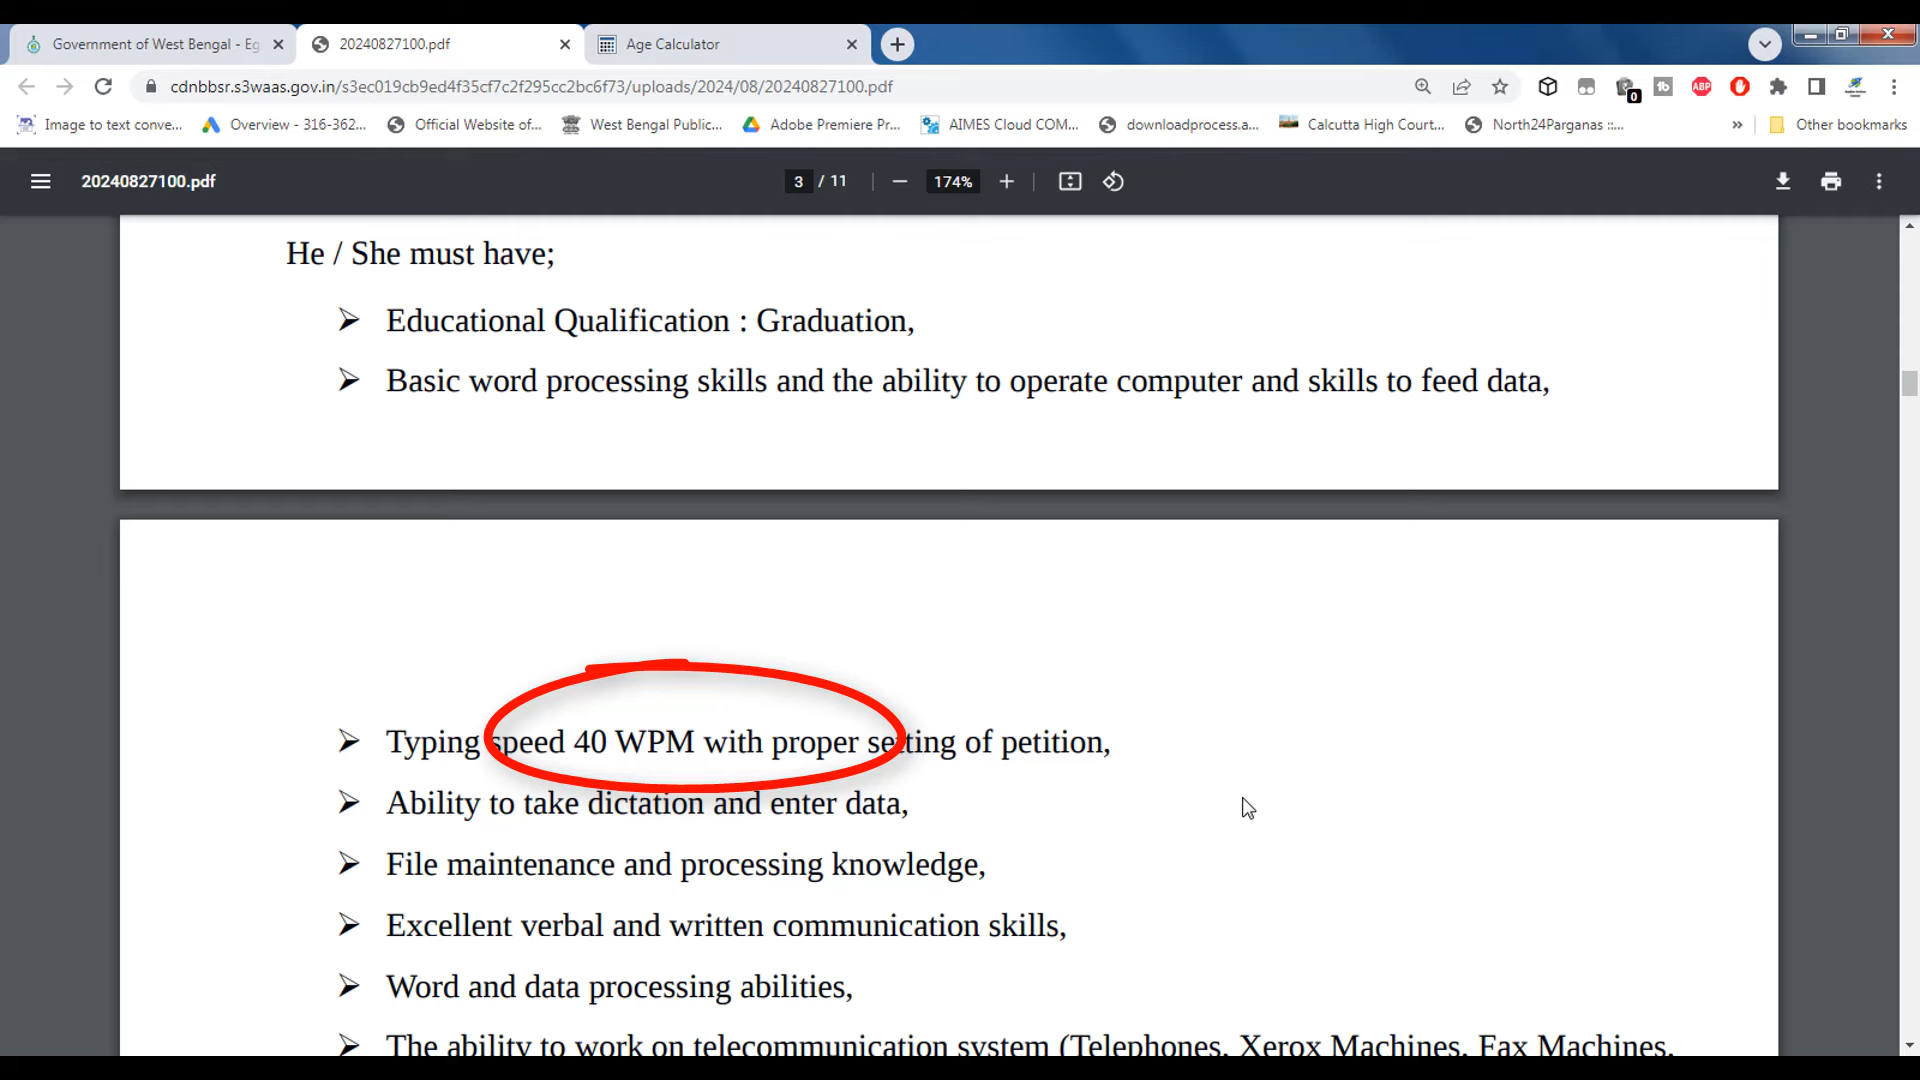 Government of West Bengal - Eg
20240827100.pdf
Age Calculator
cdnbbsr.s3waas.gov.in/s3ec019cb9ed4f35cf7c2f295cc2bc6f73/uploads/2024/08/20240827100.pdf
0
ABP
Image to text conve...
Overview - 316-362...
Official Website of...
West Bengal Public...
Adobe Premiere Pr...
AIMES Cloud COM...
downloadprocess.a...
Calcutta High Court...
North24Parganas ::...
»
Other bookmarks
20240827100.pdf
3 / 11
174%
He / She must have;
➢ Educational Qualification : Graduation,
➢ Basic word processing skills and the ability to operate computer and skills to feed data,
➢ Typing speed 40 WPM with proper setting of petition,
➢ Ability to take dictation and enter data,
➢ File maintenance and processing knowledge,
➢ Excellent verbal and written communication skills,
➢ Word and data processing abilities,
➢ The ability to work on telecommunication system (Telephones, Xerox Machines, Fax Machines,